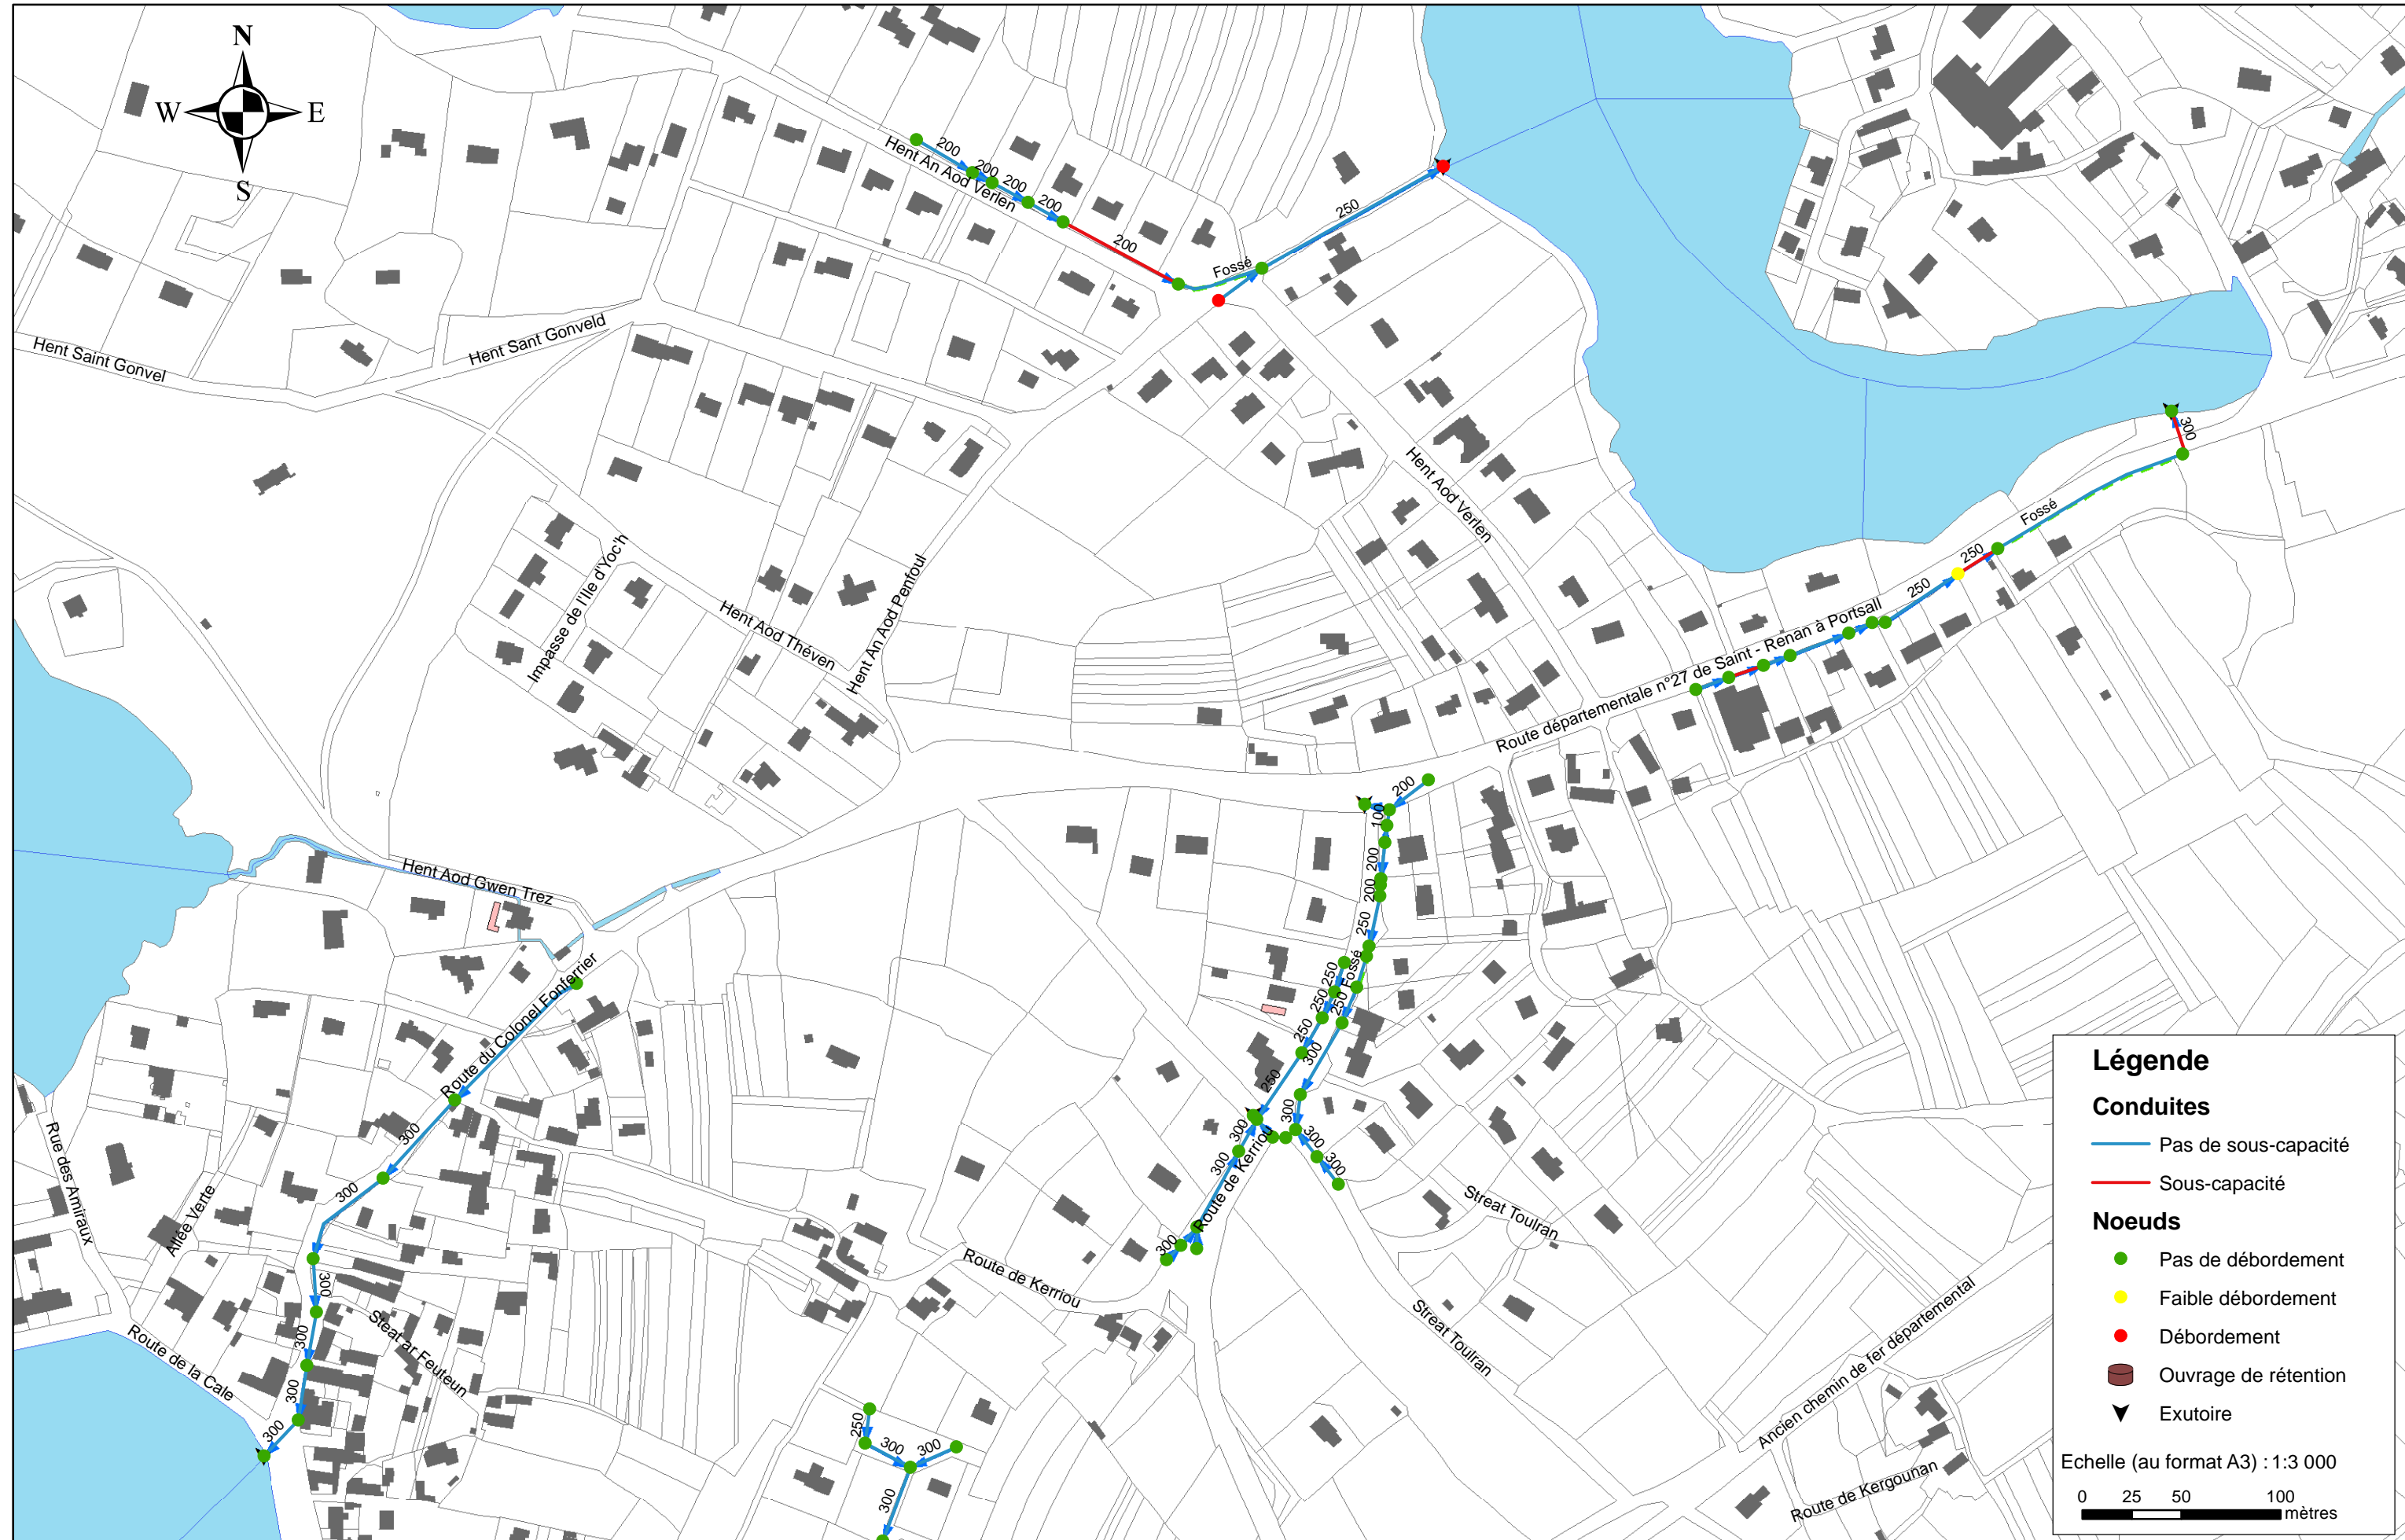 N
W
E
S
200
Hent An Aod Verlen
200
200
200
200
Fossé
250
Hent Saint Gonvel
Hent Sant Gonveld
300
Hent Aod Verlen
Fossé
250
250
Impasse de l'Ile d'Yoc'h
Hent Aod Théven
Hent An Aod Penfoul
Route départementale n°27 de Saint - Renan à Portsall
200
100
200
200
250
Fossé
250
250
250
250
300
250
300
300
300
300
300
300
Route de Kerriou
Hent Aod Gwen Trez
Route du Colonel Fonferrier
300
300
300
300
300
300
Rue des Amiraux
Allée Verte
Route de la Cale
Steat ar Feuteun
Route de Kerriou
Streat Toulran
Streat Toulran
250
300
300
300
Ancien chemin de fer départemental
Route de Kergounan
Légende
Conduites
Pas de sous-capacité
Sous-capacité
Noeuds
Pas de débordement
Faible débordement
Débordement
Ouvrage de rétention
Exutoire
Echelle (au format A3) : 1:3 000
0 25 50 100
mètres